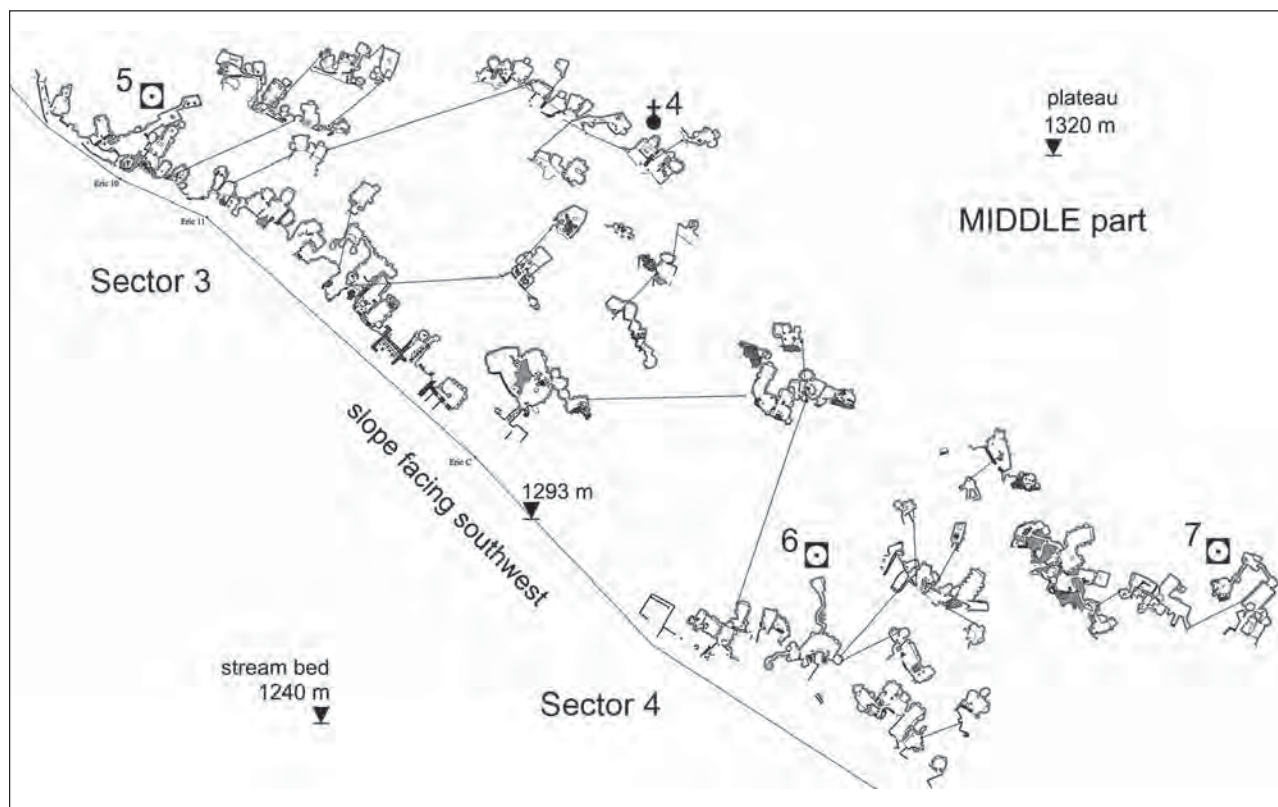 5
4
plateau
1320 m
MIDDLE part
Eric 10
Eric 11
Sector 3
slope facing southwest
Eric C
1293 m
6
7
stream bed
1240 m
Sector 4